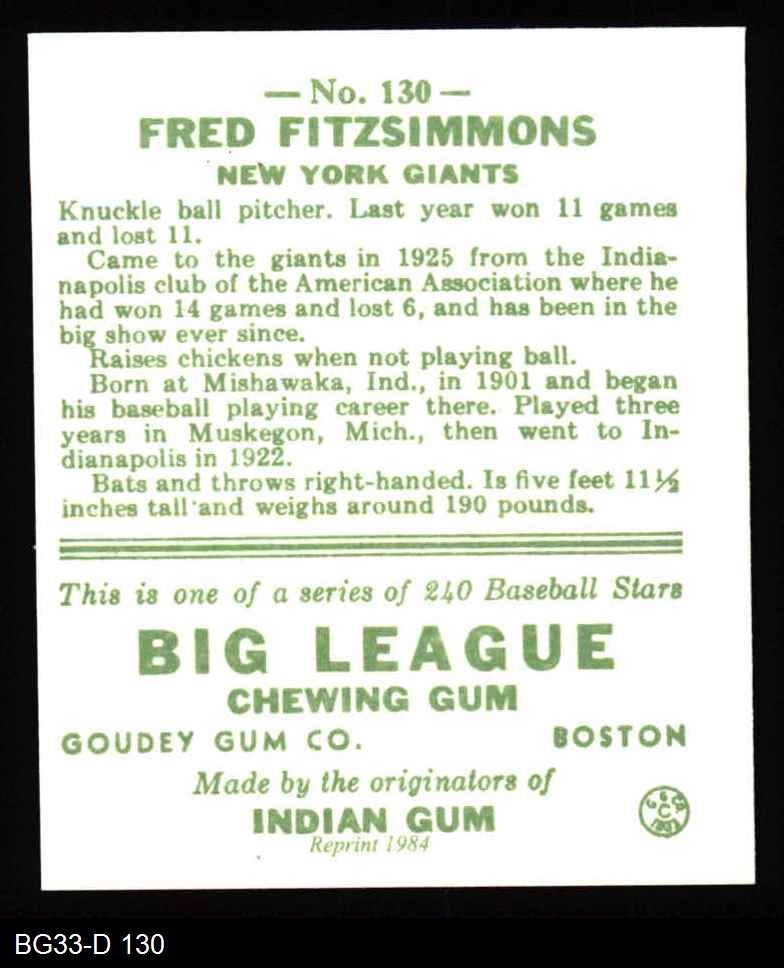 — No. 130 —
FRED FITZSIMMONS
NEW YORK GIANTS
Knuckle ball pitcher. Last year won 11 games
and lost 11.
Came to the giants in 1925 from the India-
napolis club of the American Association where he
had won 14 games and lost 6, and has been in the
big show ever since.
Raises chickens when not playing ball.
Born at Mishawaka, Ind., in 1901 and began
his baseball playing career there. Played three
years in Muskegon, Mich., then went to In-
dianapolis in 1922.
Bats and throws right-handed. Is five feet 11½
inches tall and weighs around 190 pounds.
This is one of a series of 240 Baseball Stars
BIG LEAGUE
CHEWING GUM
GOUDEY GUM CO. BOSTON
Made by the originators of
INDIAN GUM
Reprint 1984
BG33-D 130